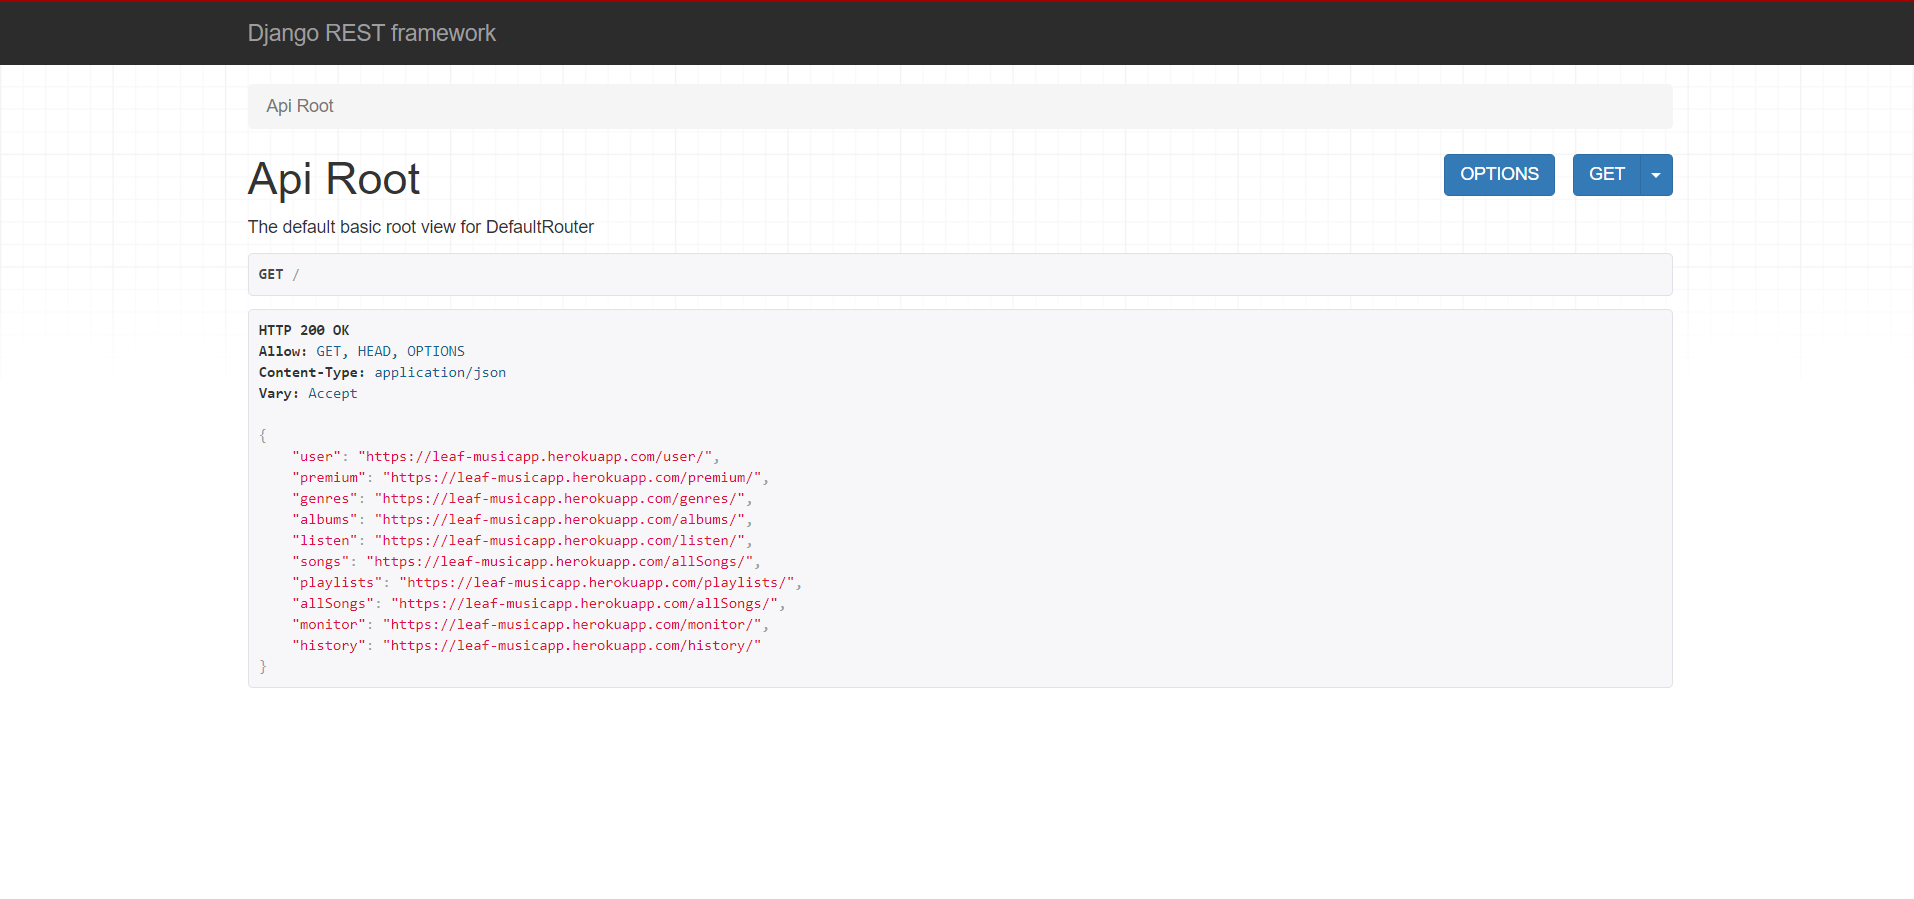 Django REST framework
Api Root
Api Root
OPTIONS
GET
The default basic root view for DefaultRouter
GET /
HTTP 200 OK
Allow: GET, HEAD, OPTIONS
Content-Type: application/json
Vary: Accept
{
    "user": "https://leaf-musicapp.herokuapp.com/user/",
    "premium": "https://leaf-musicapp.herokuapp.com/premium/",
    "genres": "https://leaf-musicapp.herokuapp.com/genres/",
    "albums": "https://leaf-musicapp.herokuapp.com/albums/",
    "listen": "https://leaf-musicapp.herokuapp.com/listen/",
    "songs": "https://leaf-musicapp.herokuapp.com/allSongs/",
    "playlists": "https://leaf-musicapp.herokuapp.com/playlists/",
    "allSongs": "https://leaf-musicapp.herokuapp.com/allSongs/",
    "monitor": "https://leaf-musicapp.herokuapp.com/monitor/",
    "history": "https://leaf-musicapp.herokuapp.com/history/"
}